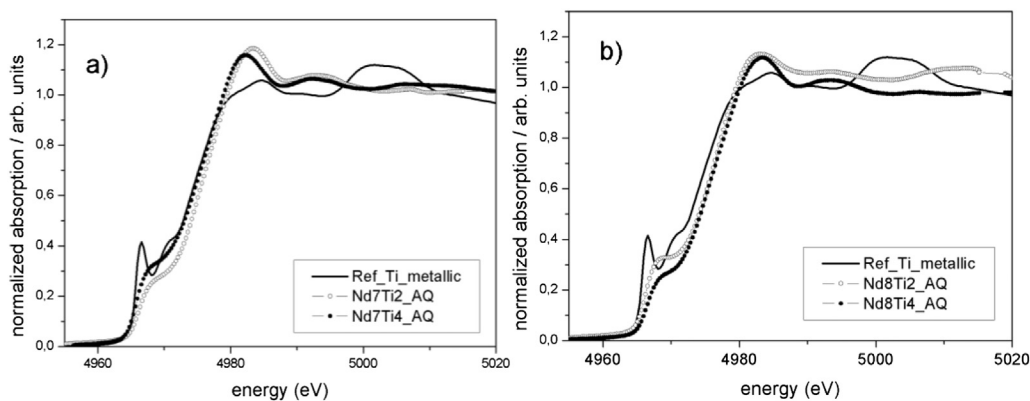 a)
normalized absorption / arb. units
1,2
1,0
0,8
0,6
0,4
0,2
0,0
4960
4980
5000
5020
energy (eV)
Ref_Ti_metallic
Nd7Ti2_AQ
Nd7Ti4_AQ
b)
normalized absorption / arb. units
1,2
1,0
0,8
0,6
0,4
0,2
0,0
4960
4980
5000
5020
energy (eV)
Ref_Ti_metallic
Nd8Ti2_AQ
Nd8Ti4_AQ